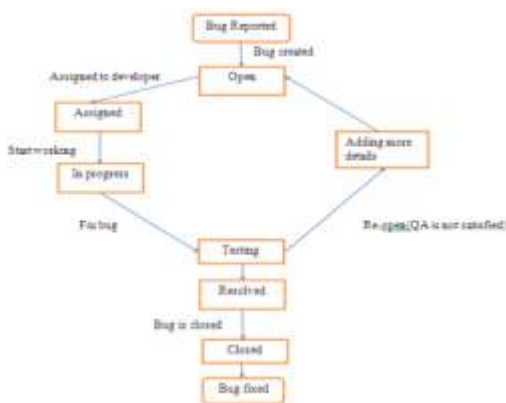 Bug Reported
Bug created
Open
Assigned to developer
Assigned
Adding more
details
Start working
In progress
Fix bug
Re-open(QA is not satisfied)
Testing
Resolved
Bug is closed
Closed
Bug fixed